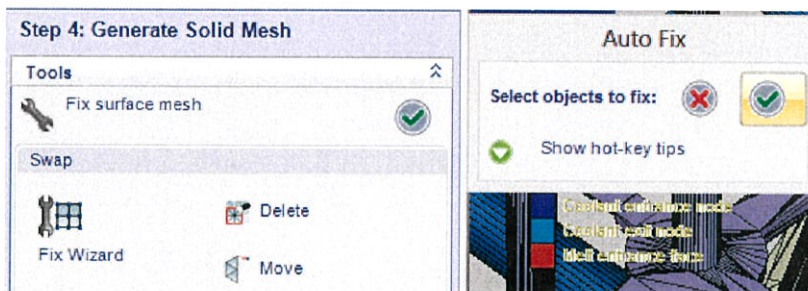 Step 4: Generate Solid Mesh
Tools
Fix surface mesh
Swap
Fix Wizard
Delete
Move
Auto Fix
Select objects to fix:
Show hot-key tips
Coolant entrance node
Coolant exit node
Melt entrance face